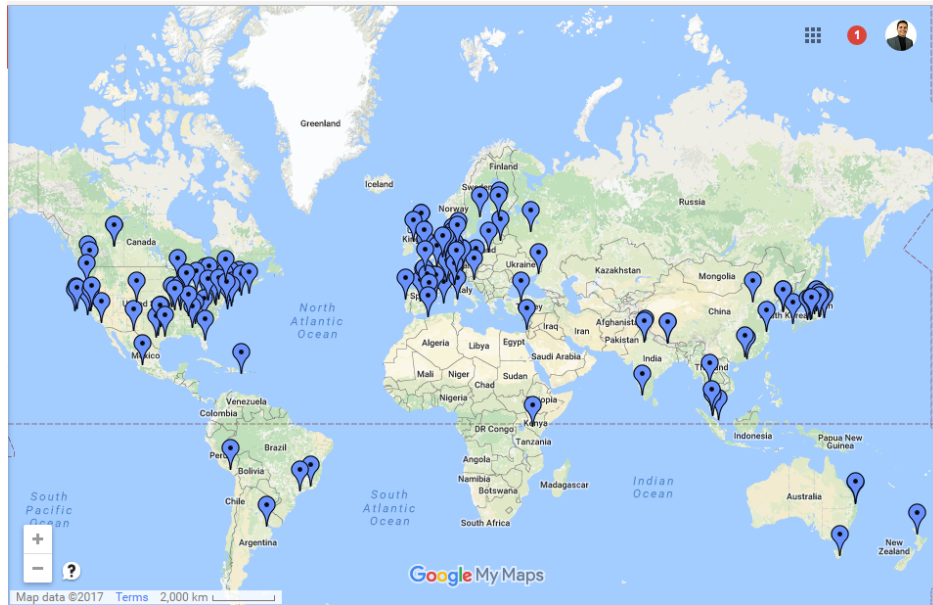 1
Greenland
Iceland
Finland
Norway
Russia
Canada
Ukraine
Kazakhstan
Mongolia
North
Atlantic
Ocean
China
South Korea
Iraq
Iran
Afghanistan
Pakistan
Algeria
Libya
Egypt
Saudi Arabia
India
Thailand
Mexico
Mali
Niger
Chad
Sudan
Nigeria
Venezuela
Colombia
DR Congo
Kenya
Tanzania
Indonesia
Papua New
Guinea
Brazil
Peru
Bolivia
Angola
Namibia
Botswana
Madagascar
Indian
Ocean
Australia
South
Pacific
Ocean
South
Atlantic
Ocean
Chile
South Africa
Argentina
New
Zealand
+
−
?
Google My Maps
Map data ©2017 Terms 2,000 km